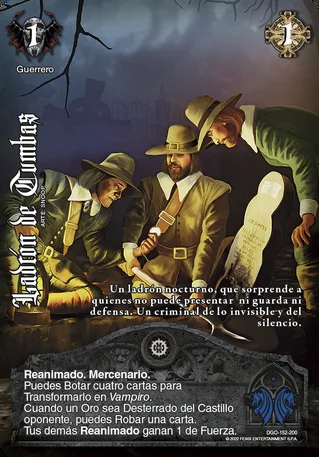 1
1
Guerrero
Ladrón de Tumbas
Un ladrón nocturno, que sorprende a
quienes no puede presentar ni guarda ni
defensa. Un criminal de lo invisible y del
silencio.
Reanimado. Mercenario.
Puedes Botar cuatro cartas para
Transformarlo en Vampiro.
Cuando un Oro sea Desterrado del Castillo
oponente, puedes Robar una carta.
Tus demás Reanimado ganan 1 de Fuerza.
DGO-152-200
© 2022 FENIX ENTERTAINMENT S.P.A.